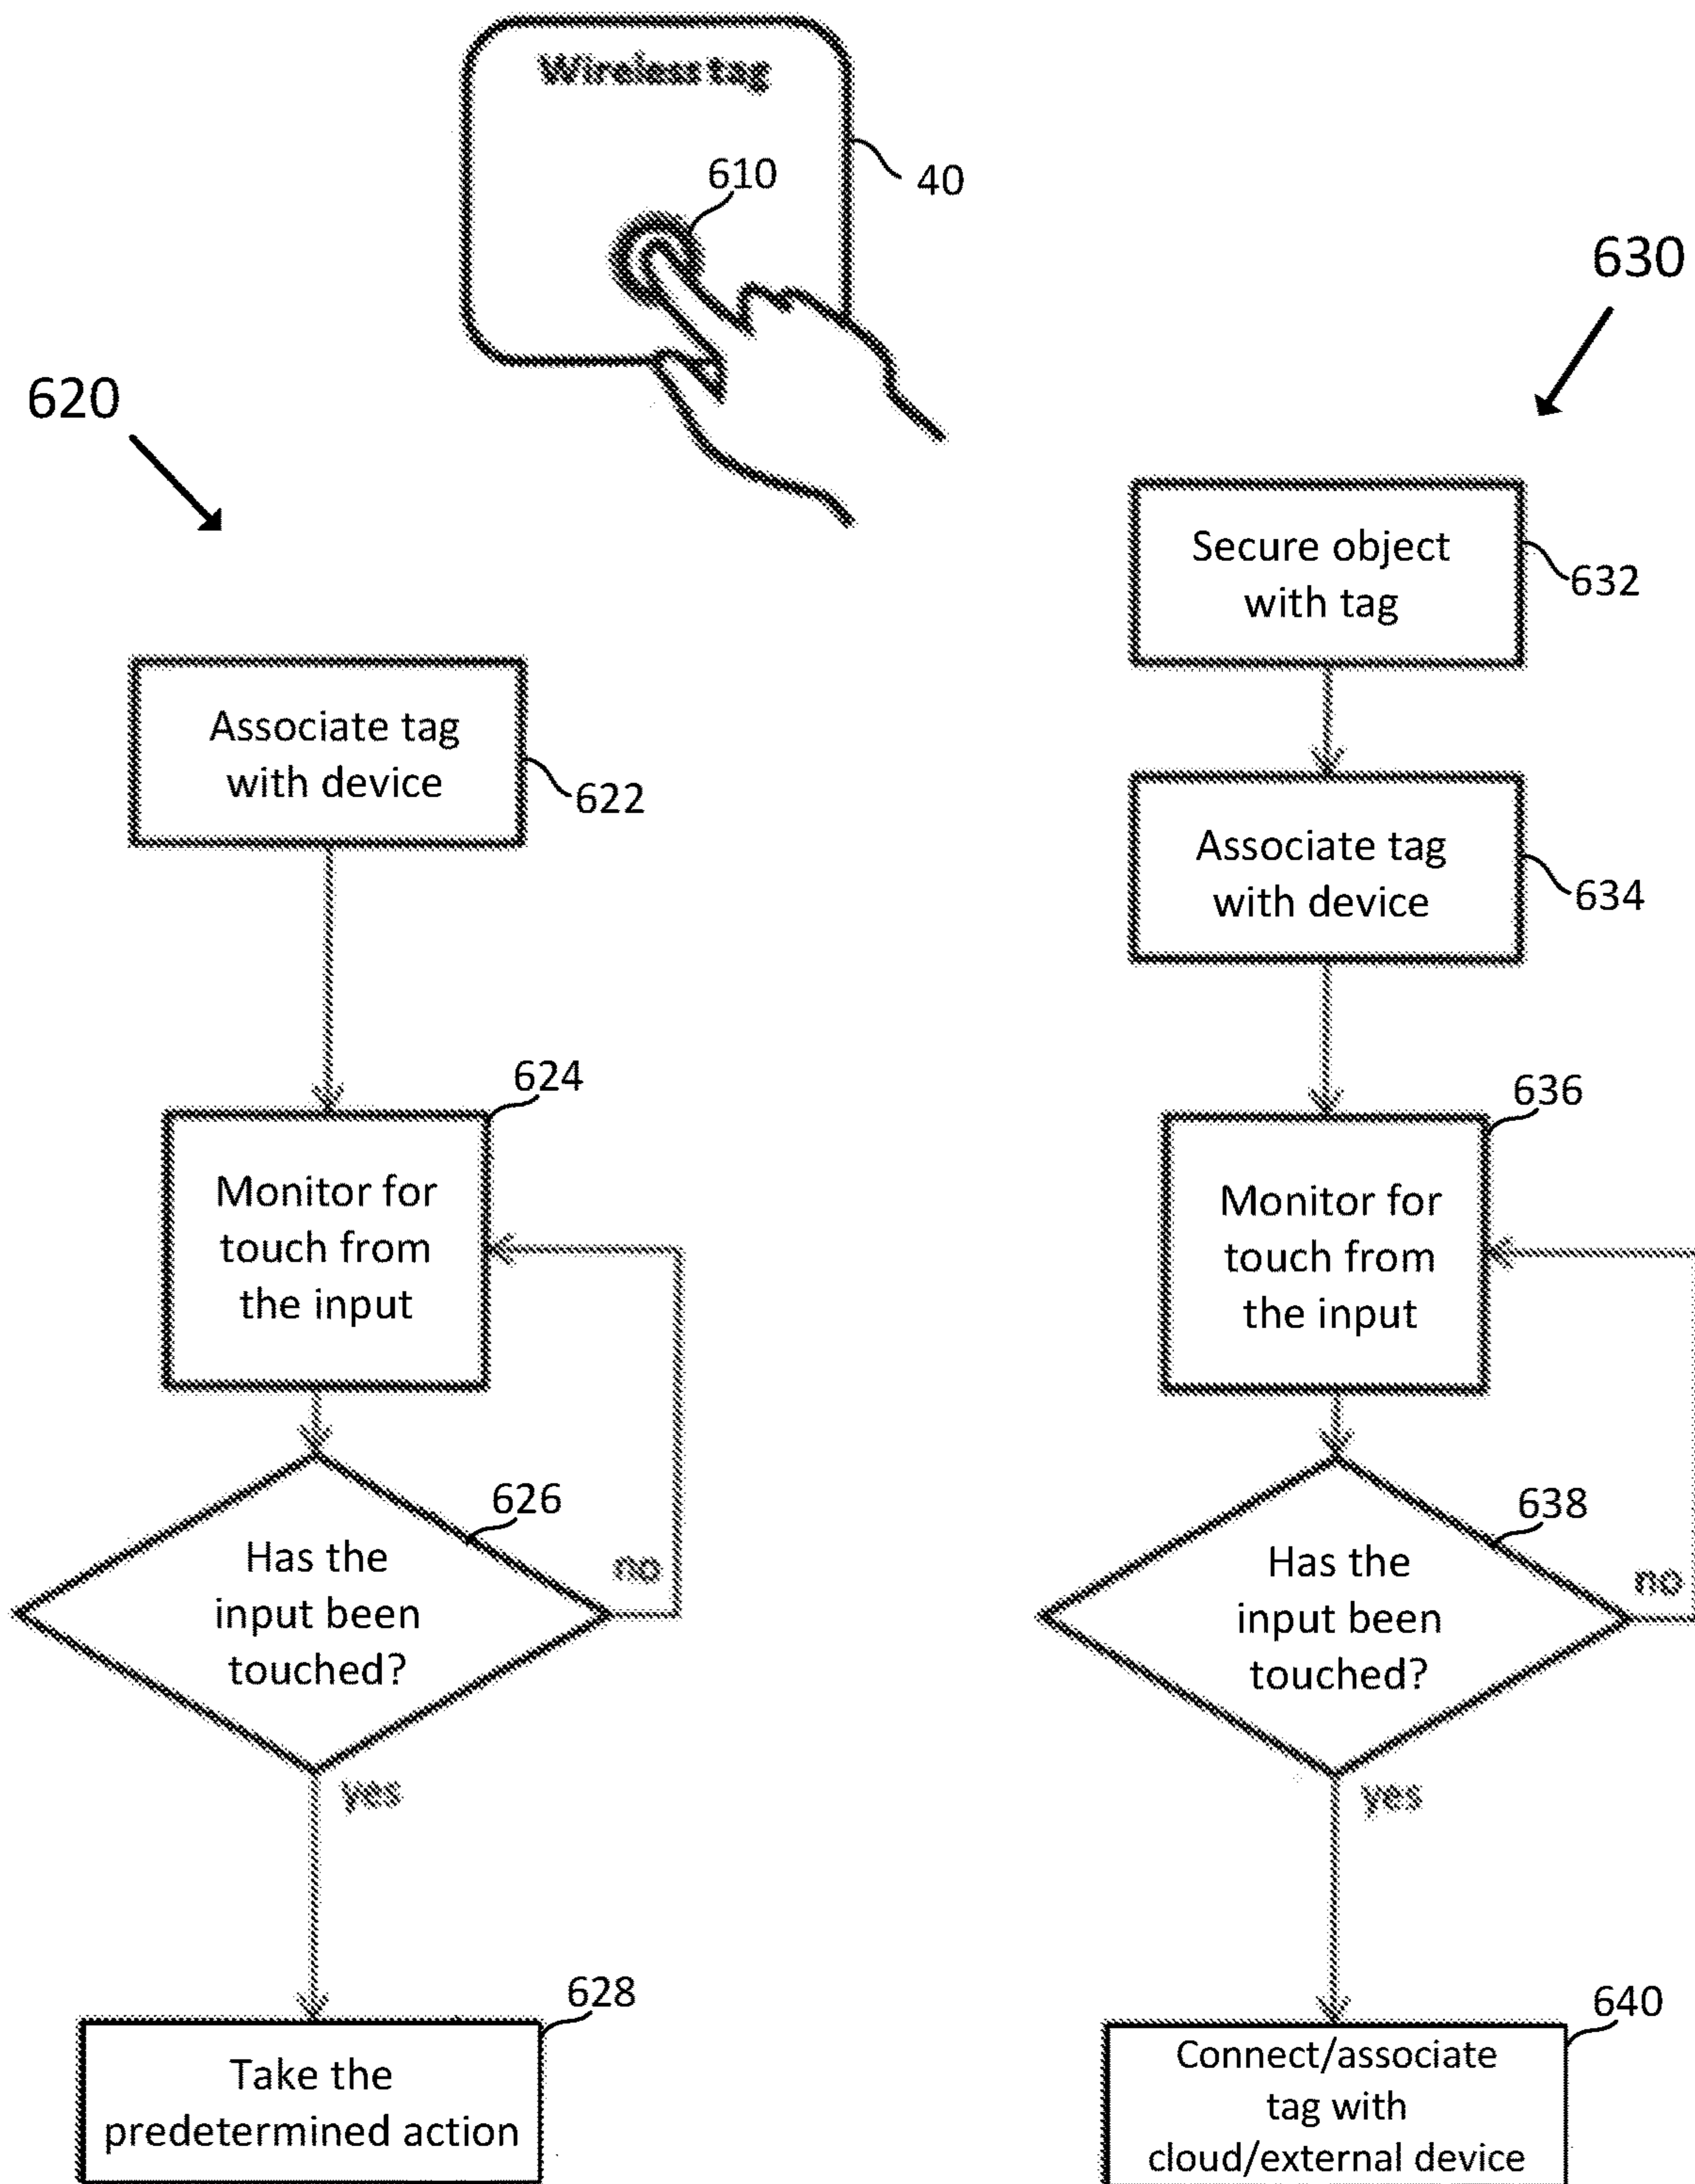 Wireless tag
610
40
630
620
Secure object
with tag
632
Associate tag
with device
622
Associate tag
with device
634
624
Monitor for
touch from
the input
636
Monitor for
touch from
the input
626
Has the
input been
touched?
no
yes
638
Has the
input been
touched?
no
yes
628
Take the
predetermined action
640
Connect/associate
tag with
cloud/external device